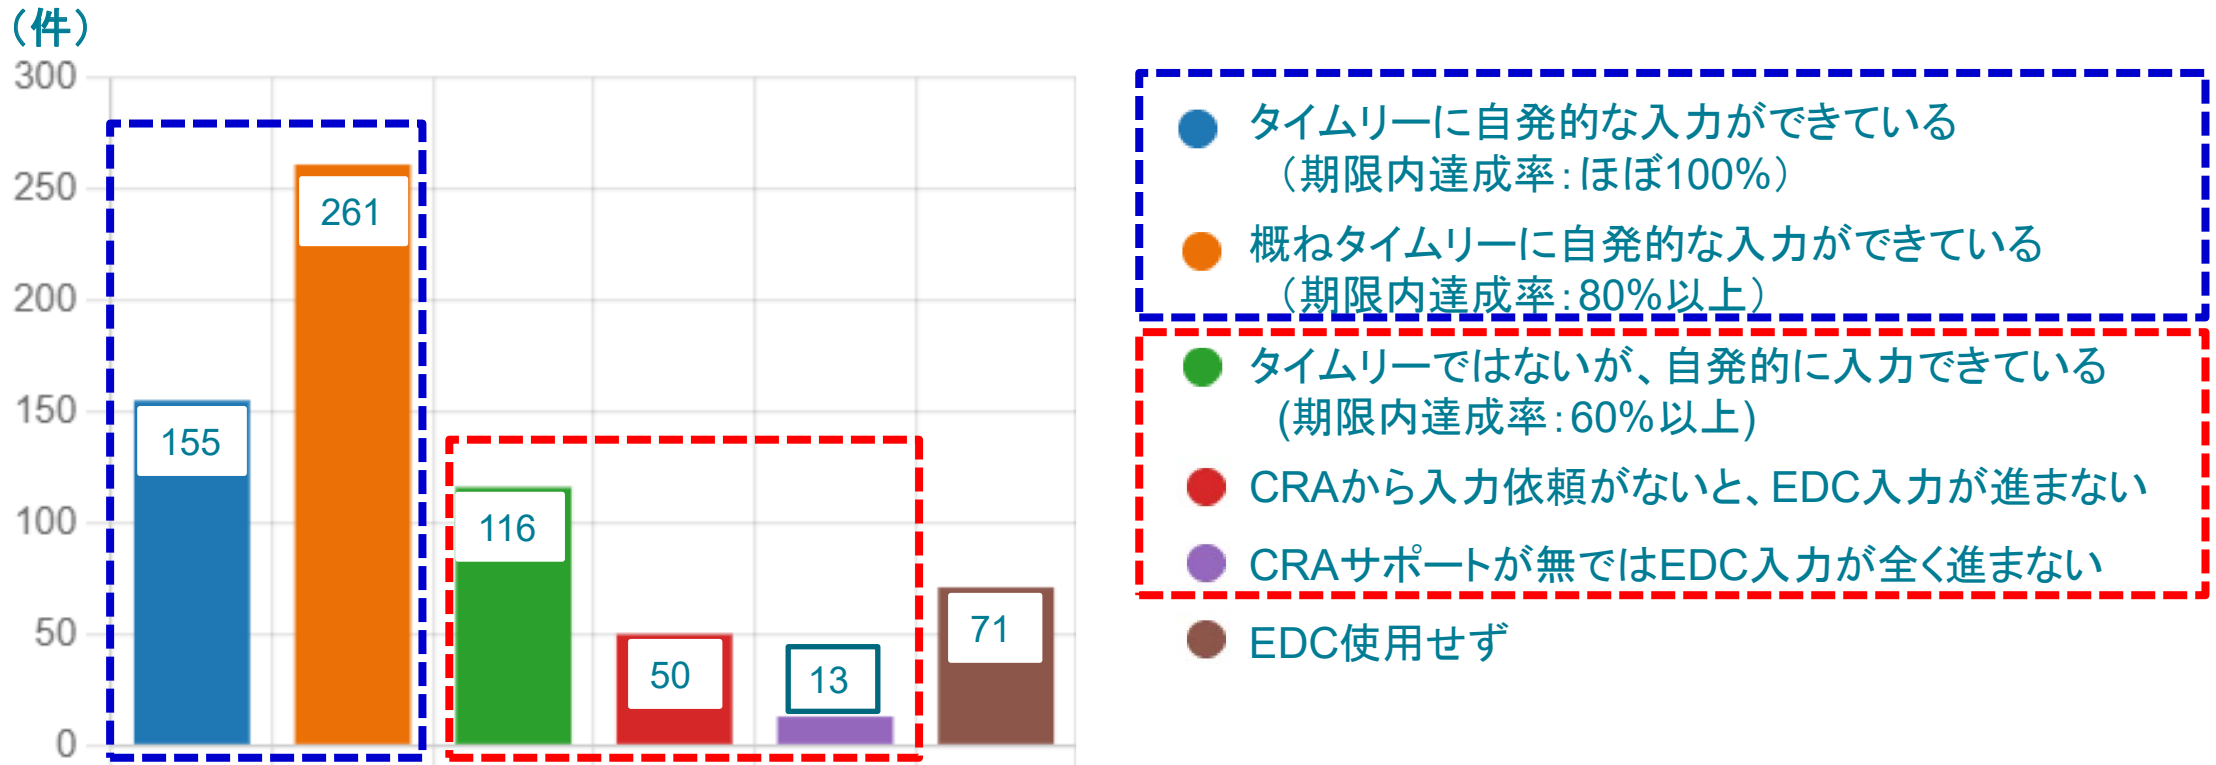 （件）
300
250
200
150
100
50
0
155
261
116
50
13
71
タイムリーに自発的な入力ができている
（期限内達成率：ほぼ100%）
概ねタイムリーに自発的な入力ができている
（期限内達成率：80%以上）
タイムリーではないが、自発的に入力できている
(期限内達成率：60%以上)
CRAから入力依頼がないと、EDC入力が進まない
CRAサポートが無ではEDC入力が全く進まない
EDC使用せず